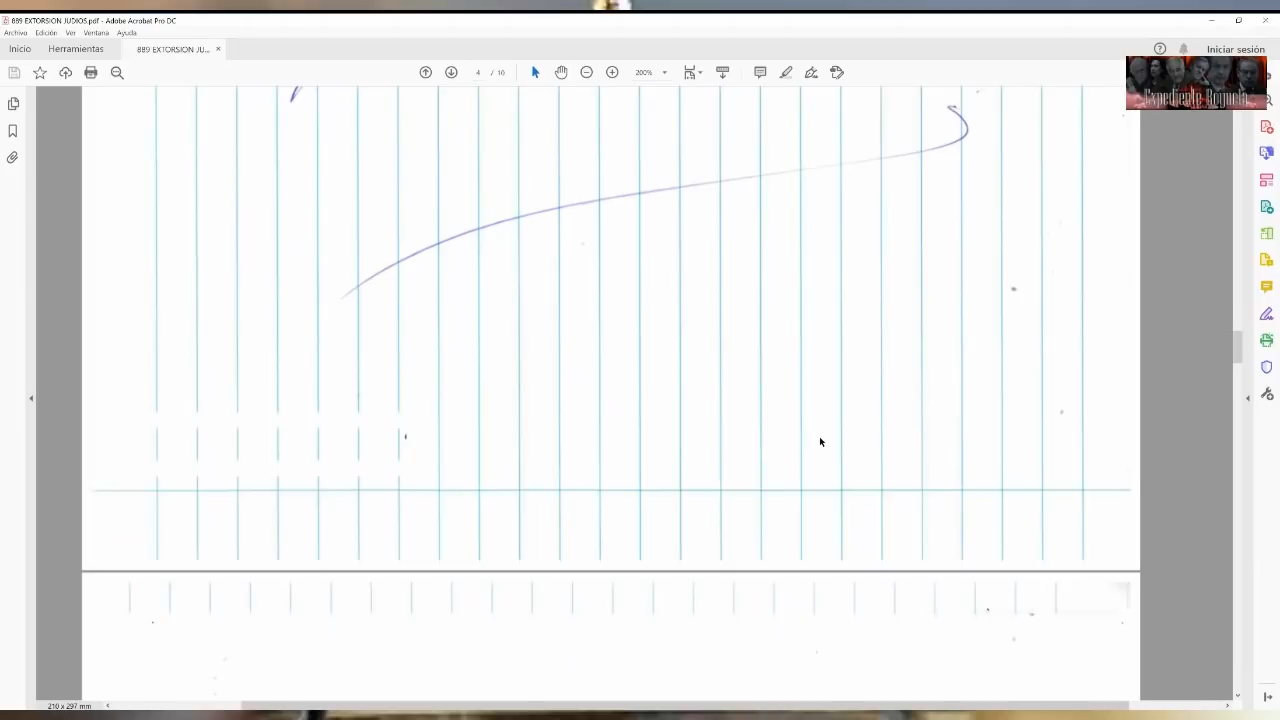 889 EXTORSION JUDIOS.pdf - Adobe Acrobat Pro DC
Archivo Edición Ver Ventana Ayuda
Inicio Herramientas 889 EXTORSION JU... × Iniciar sesión
4 / 10 200%
Expediente Royuela
210 x 297 mm